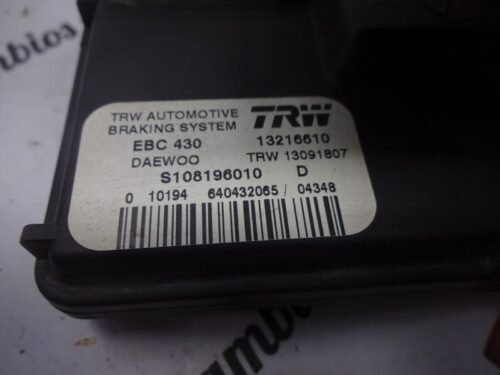 TRW AUTOMOTIVE TRW
BRAKING SYSTEM
EBC 430 13216610
DAEWOO TRW 13091807
S108196010 D
0 10194 640432065 / 04348